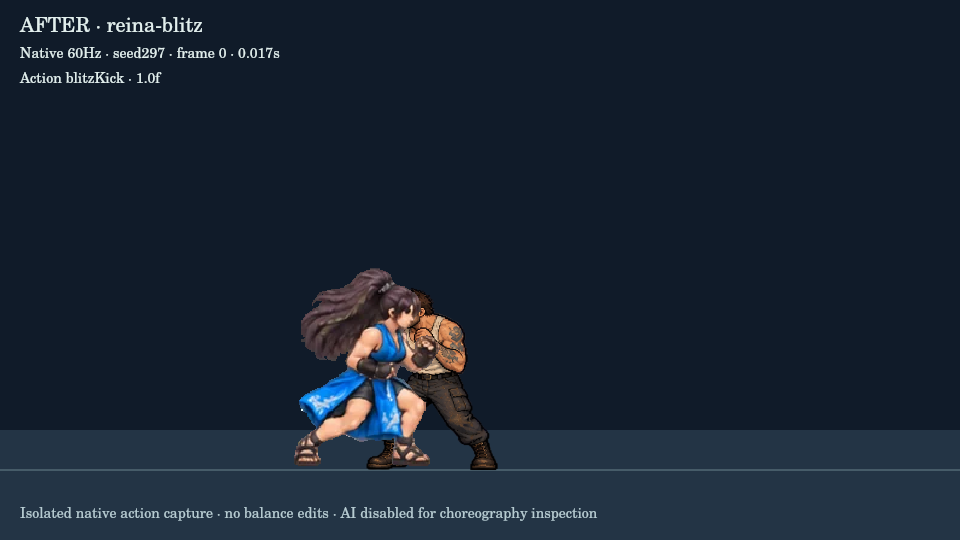 AFTER · reina-blitz
Native 60Hz · seed297 · frame 0 · 0.017s
Action blitzKick · 1.0f
Isolated native action capture · no balance edits · AI disabled for choreography inspection